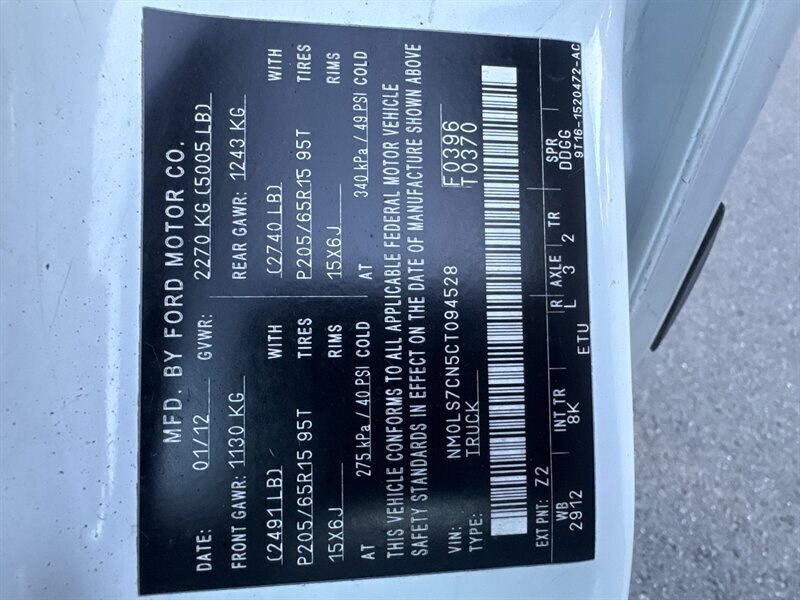 MFD. BY FORD MOTOR CO.
DATE: 01/12 GVWR: 2270 KG (5005 LB)
FRONT GAWR: 1130 KG REAR GAWR: 1243 KG
(2491 LB) WITH (2740 LB) WITH
P205/65R15 95T TIRES P205/65R15 95T TIRES
15X6J RIMS 15X6J RIMS
AT 275 kPa / 40 PSI COLD AT 340 kPa / 49 PSI COLD
THIS VEHICLE CONFORMS TO ALL APPLICABLE FEDERAL MOTOR VEHICLE
SAFETY STANDARDS IN EFFECT ON THE DATE OF MANUFACTURE SHOWN ABOVE
VIN: NM0LS7CN5CT094528 F0396
TYPE: TRUCK T0370
EXT PNT: Z2
WB INT TR R AXLE TR SPR
2912 8K L 3 2 DDGG
ETU 9T16-1520472-AC